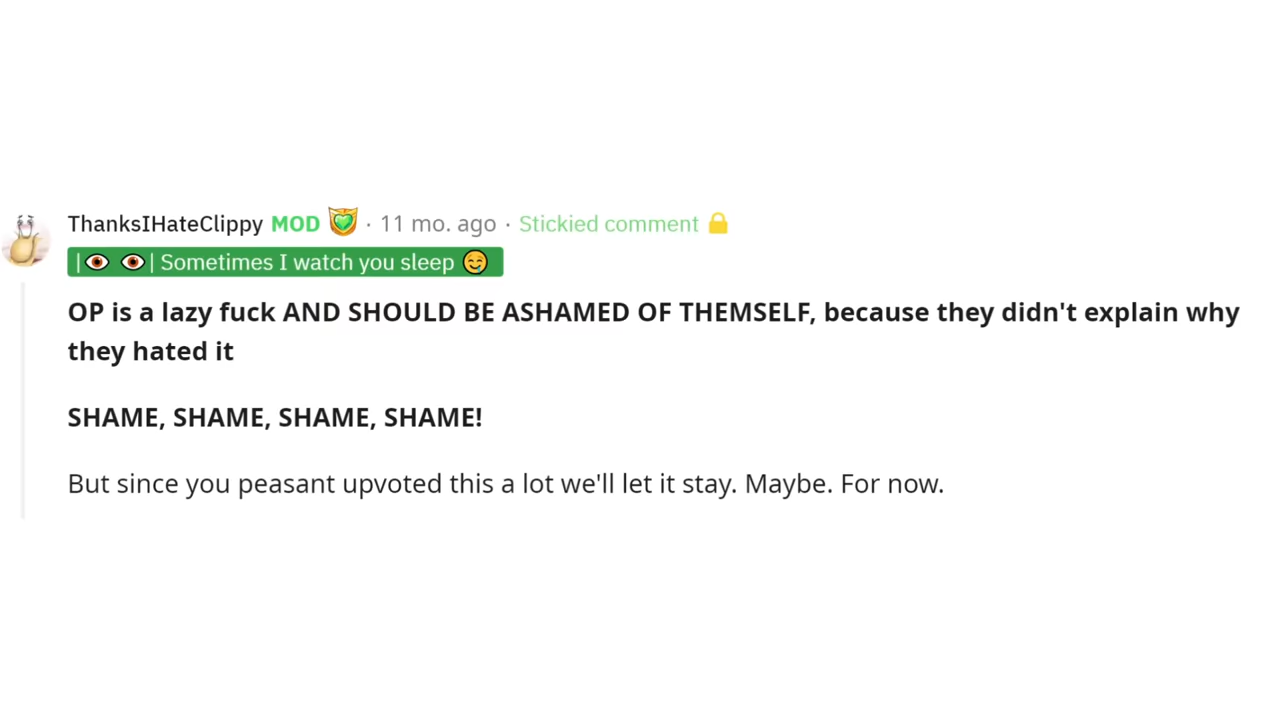 ThanksIHateClippy MOD · 11 mo. ago · Stickied comment
|👁 👁| Sometimes I watch you sleep 🤤
OP is a lazy fuck AND SHOULD BE ASHAMED OF THEMSELF, because they didn't explain why
they hated it
SHAME, SHAME, SHAME, SHAME!
But since you peasant upvoted this a lot we'll let it stay. Maybe. For now.